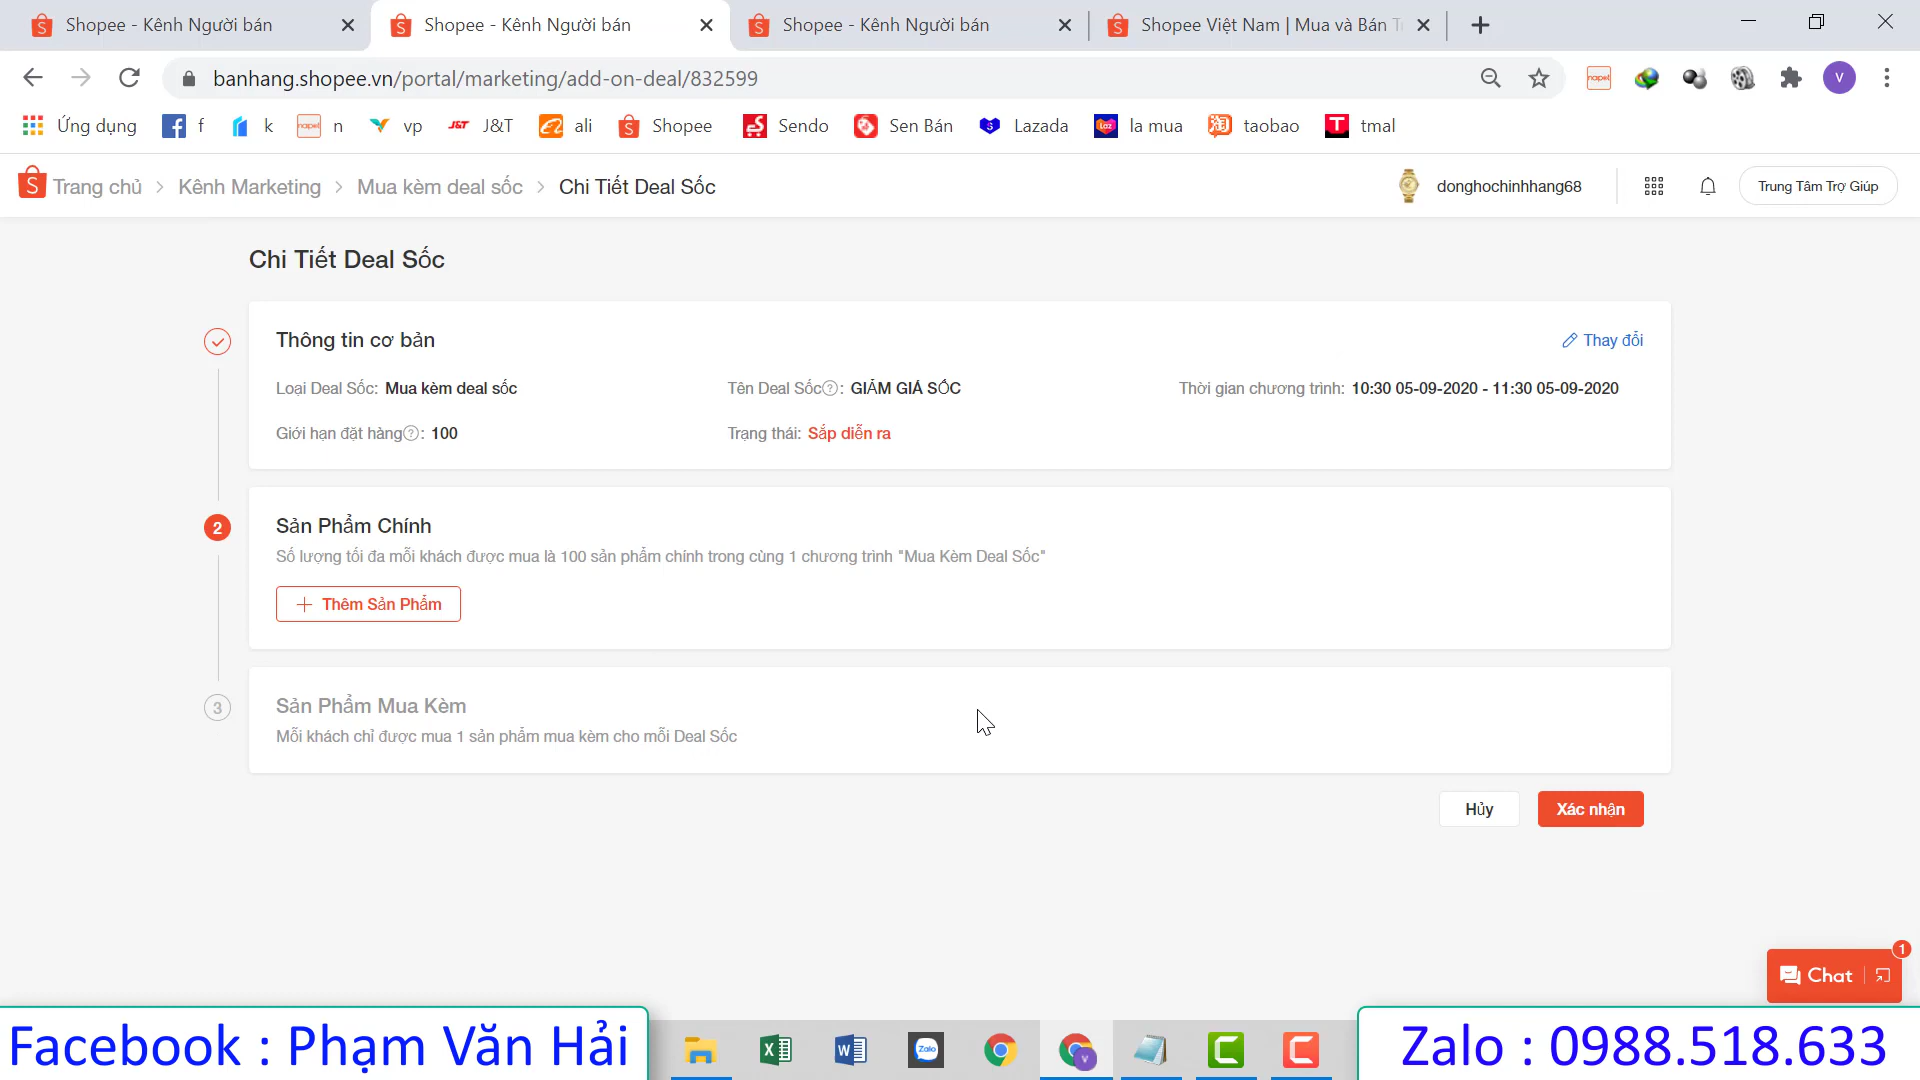 Shopee - Kênh Người bán
Shopee - Kênh Người bán
Shopee - Kênh Người bán
Shopee Việt Nam | Mua và Bán
banhang.shopee.vn/portal/marketing/add-on-deal/832599
napel
V
Ứng dụng f k n vp J&T ali Shopee Sendo Sen Bán Lazada la mua taobao tmal
Trang chủ > Kênh Marketing > Mua kèm deal sốc > Chi Tiết Deal Sốc
donghochinhhang68
Trung Tâm Trợ Giúp
Chi Tiết Deal Sốc
Thông tin cơ bản
Thay đổi
Loại Deal Sốc: Mua kèm deal sốc
Tên Deal Sốc?: GIẢM GIÁ SỐC
Thời gian chương trình: 10:30 05-09-2020 - 11:30 05-09-2020
Giới hạn đặt hàng?: 100
Trạng thái: Sắp diễn ra
2
Sản Phẩm Chính
Số lượng tối đa mỗi khách được mua là 100 sản phẩm chính trong cùng 1 chương trình "Mua Kèm Deal Sốc"
+ Thêm Sản Phẩm
3
Sản Phẩm Mua Kèm
Mỗi khách chỉ được mua 1 sản phẩm mua kèm cho mỗi Deal Sốc
Hủy
Xác nhận
1
Chat
Facebook : Phạm Văn Hải
Zalo
Zalo : 0988.518.633